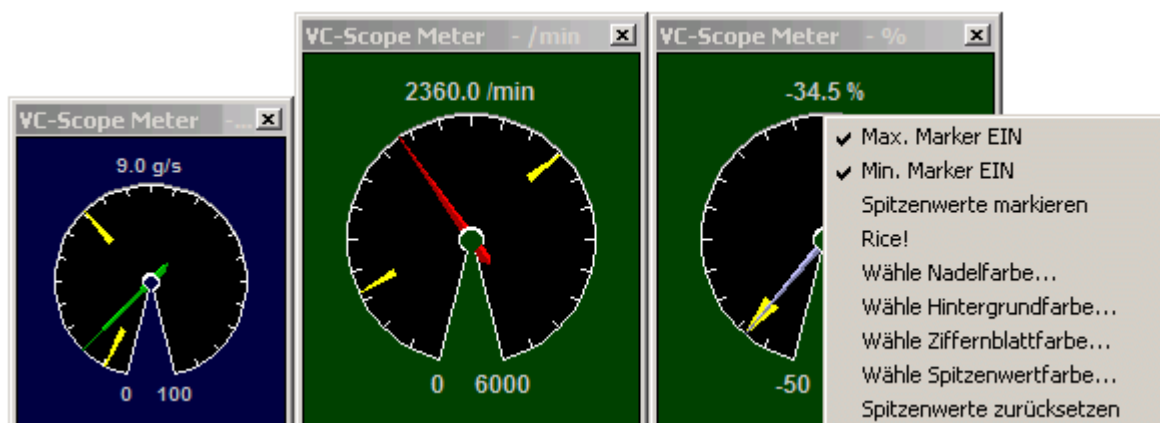 VC-Scope Meter -...
9.0 g/s
0 100
VC-Scope Meter - /min
2360.0 /min
0 6000
VC-Scope Meter - %
-34.5 %
-50
Max. Marker EIN
Min. Marker EIN
Spitzenwerte markieren
Rice!
Wähle Nadelfarbe...
Wähle Hintergrundfarbe...
Wähle Ziffernblattfarbe...
Wähle Spitzenwertfarbe...
Spitzenwerte zurücksetzen